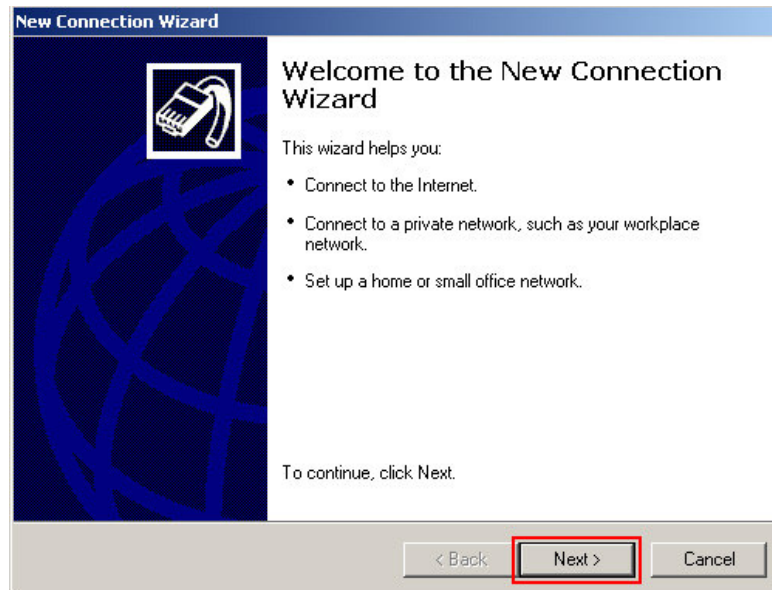 New Connection Wizard
Welcome to the New Connection
Wizard
This wizard helps you:
• Connect to the Internet.
• Connect to a private network, such as your workplace
network.
• Set up a home or small office network.
To continue, click Next.
< Back Next > Cancel